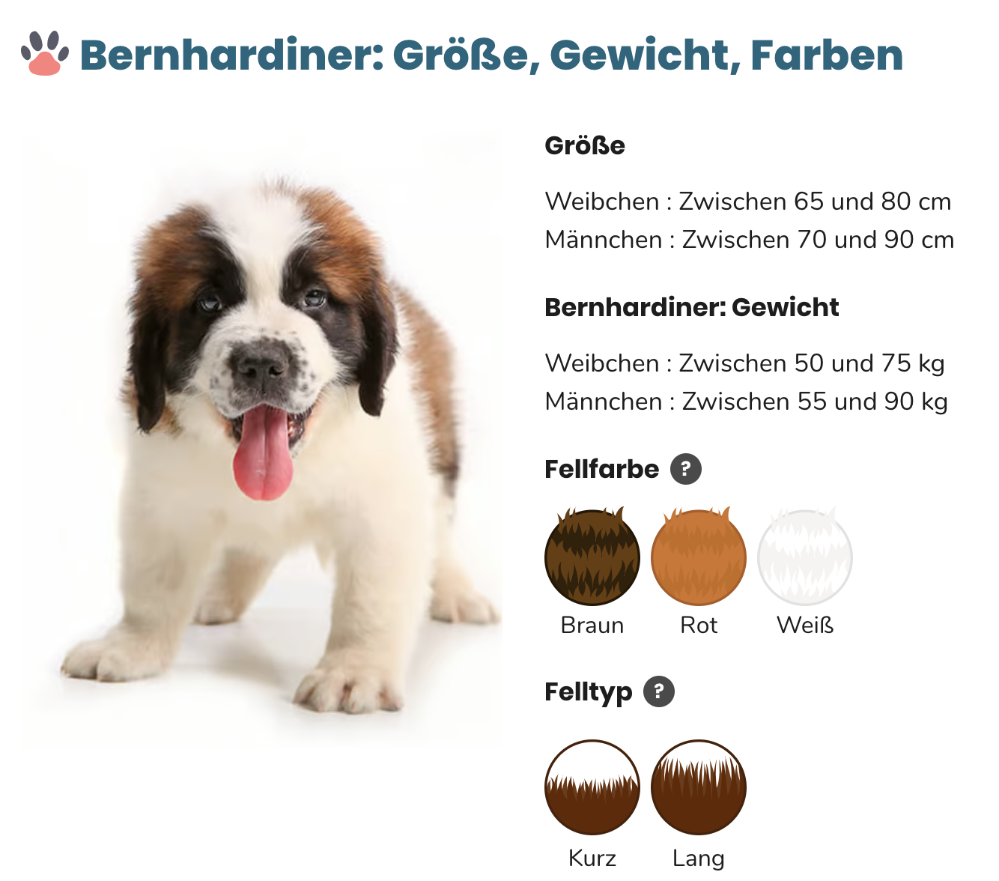 Bernhardiner: Größe, Gewicht, Farben
Größe
Weibchen : Zwischen 65 und 80 cm
Männchen : Zwischen 70 und 90 cm
Bernhardiner: Gewicht
Weibchen : Zwischen 50 und 75 kg
Männchen : Zwischen 55 und 90 kg
Fellfarbe ?
Braun Rot Weiß
Felltyp ?
Kurz Lang